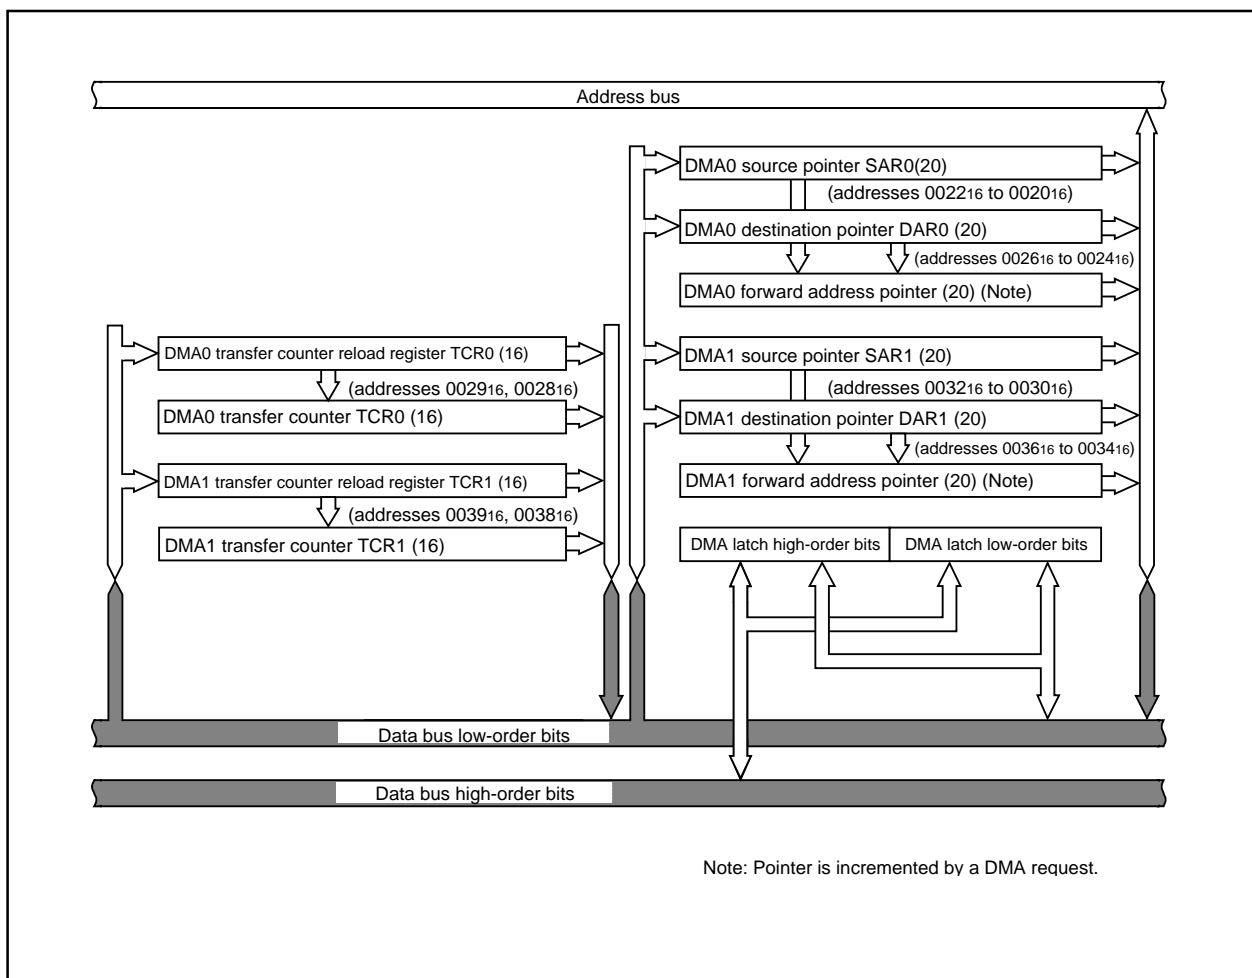 Address bus
DMA0 source pointer SAR0(20)
(addresses 002216 to 002016)
DMA0 destination pointer DAR0 (20)
(addresses 002616 to 002416)
DMA0 forward address pointer (20) (Note)
DMA0 transfer counter reload register TCR0 (16)
(addresses 002916, 002816)
DMA0 transfer counter TCR0 (16)
DMA1 transfer counter reload register TCR1 (16)
(addresses 003916, 003816)
DMA1 transfer counter TCR1 (16)
DMA1 source pointer SAR1 (20)
(addresses 003216 to 003016)
DMA1 destination pointer DAR1 (20)
(addresses 003616 to 003416)
DMA1 forward address pointer (20) (Note)
DMA latch high-order bits
DMA latch low-order bits
Data bus low-order bits
Data bus high-order bits
Note: Pointer is incremented by a DMA request.